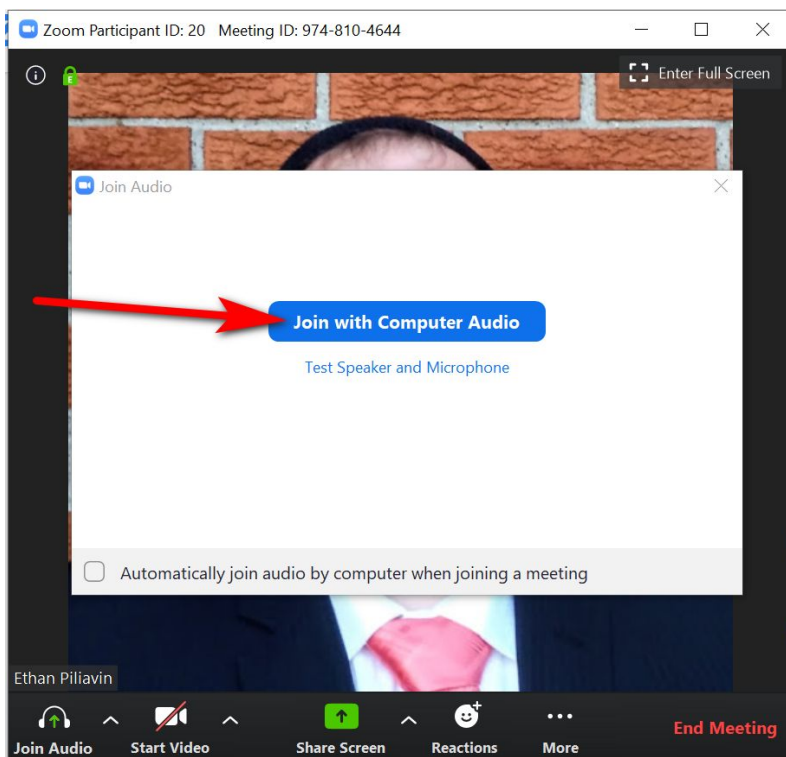 Zoom Participant ID: 20 Meeting ID: 974-810-4644
Enter Full Screen
Join Audio
Join with Computer Audio
Test Speaker and Microphone
Automatically join audio by computer when joining a meeting
Ethan Piliavin
Join Audio Start Video Share Screen Reactions More End Meeting